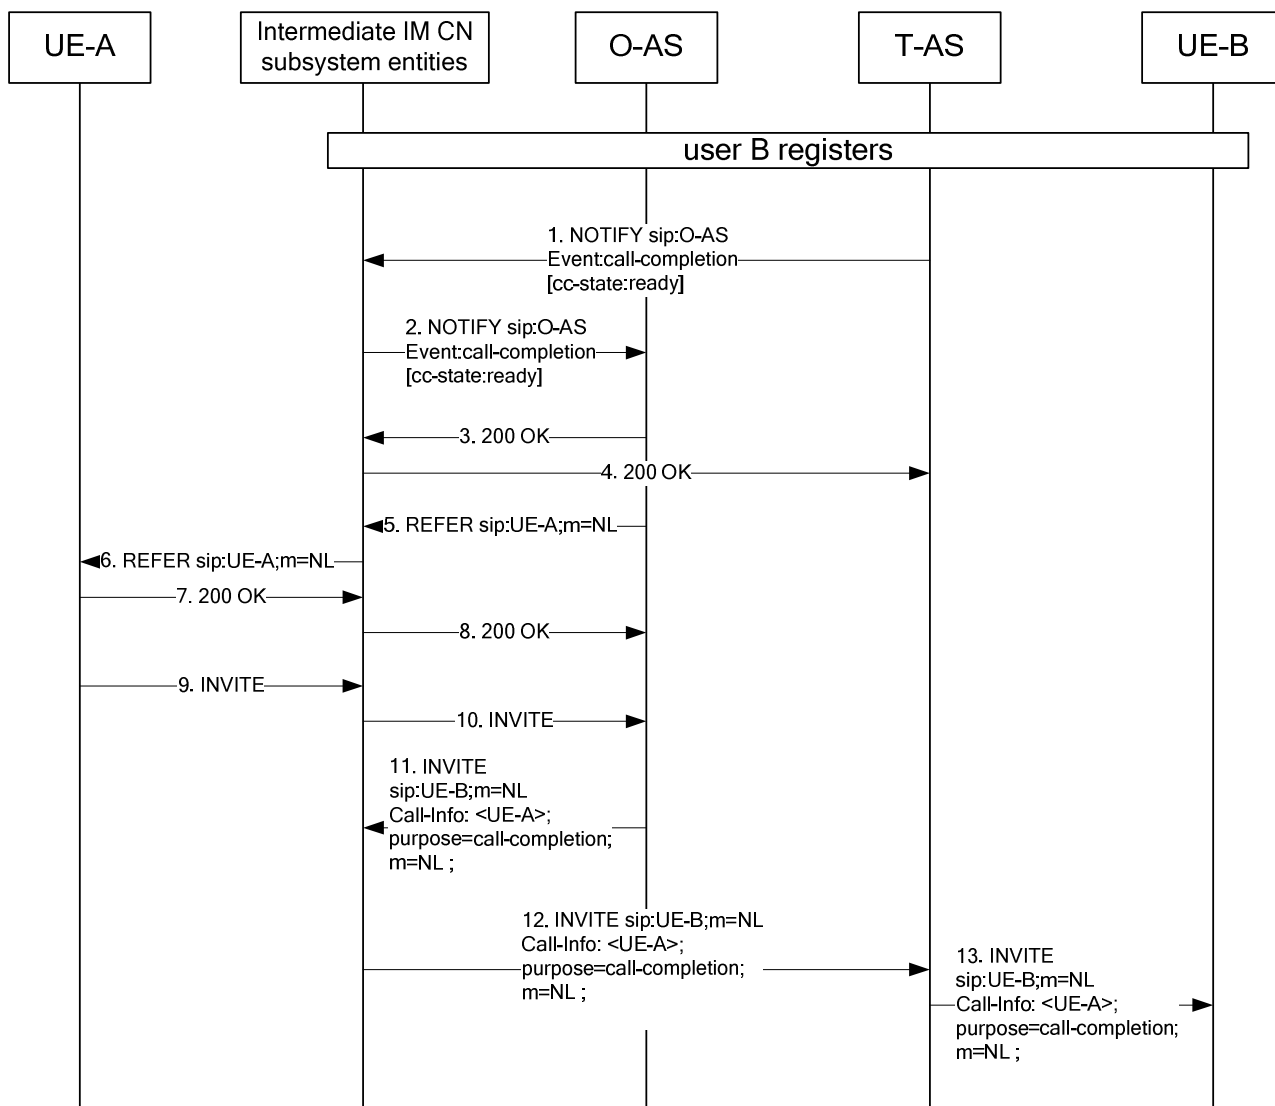 UE-A
Intermediate IM CN
subsystem entities
O-AS
T-AS
UE-B
user B registers
1. NOTIFY sip:O-AS
Event:call-completion
[cc-state:ready]
2. NOTIFY sip:O-AS
Event:call-completion
[cc-state:ready]
3. 200 OK
4. 200 OK
5. REFER sip:UE-A;m=NL
6. REFER sip:UE-A;m=NL
7. 200 OK
8. 200 OK
9. INVITE
10. INVITE
11. INVITE
sip:UE-B;m=NL
Call-Info: <UE-A>;
purpose=call-completion;
m=NL ;
12. INVITE sip:UE-B;m=NL
Call-Info: <UE-A>;
purpose=call-completion;
m=NL ;
13. INVITE
sip:UE-B;m=NL
Call-Info: <UE-A>;
purpose=call-completion;
m=NL ;